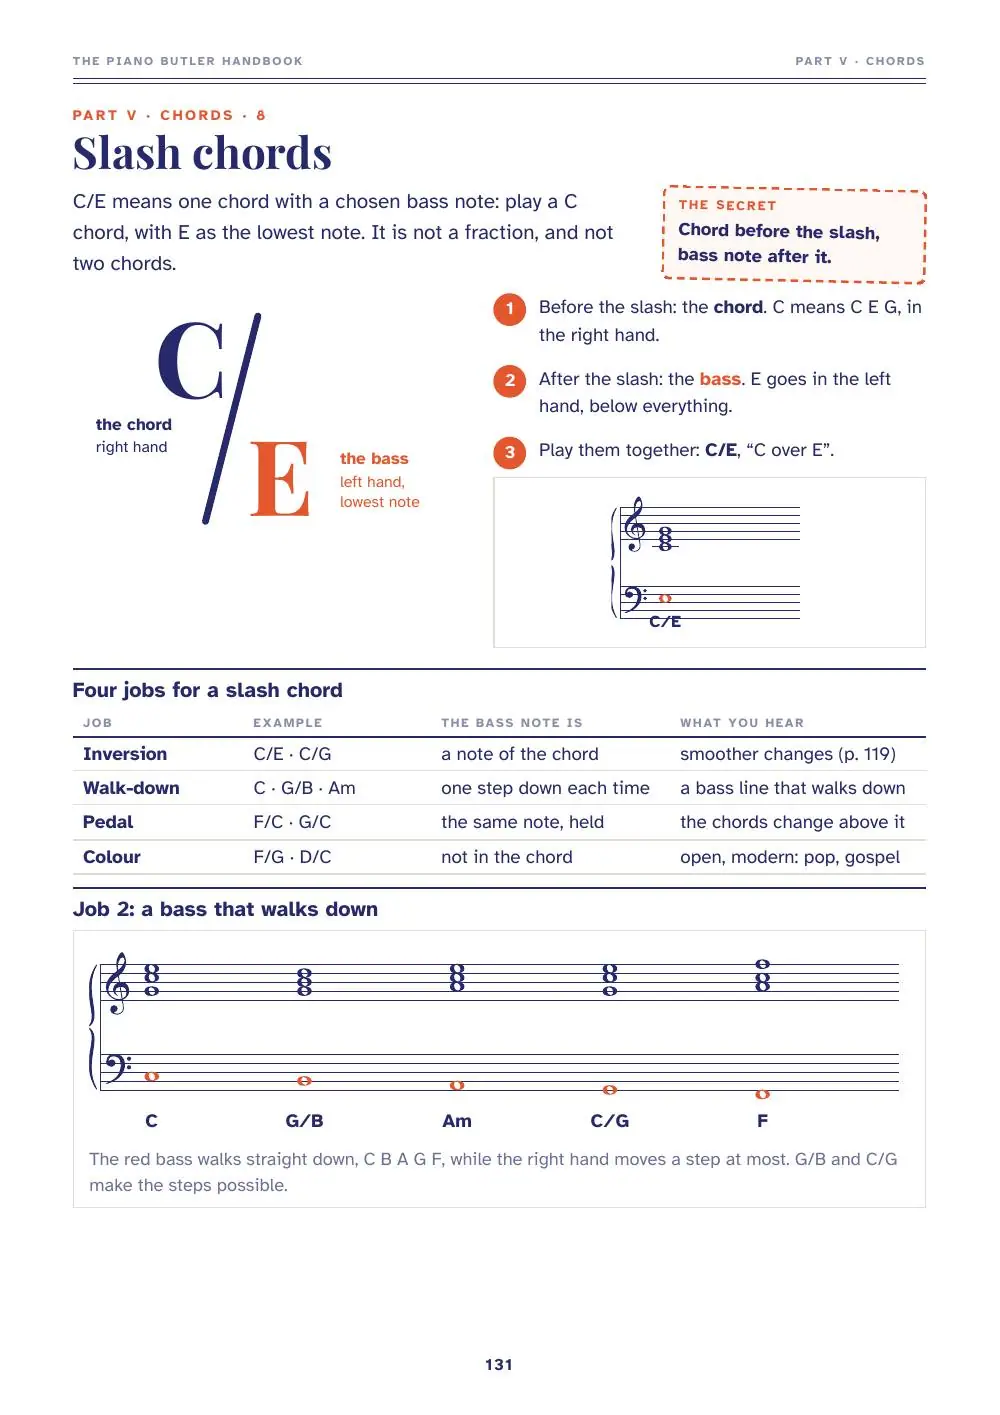 THE PIANO BUTLER HANDBOOK
PART V · CHORDS
PART V · CHORDS · 8
Slash chords
C/E means one chord with a chosen bass note: play a C
chord, with E as the lowest note. It is not a fraction, and not
two chords.
THE SECRET
Chord before the slash,
bass note after it.
C/E
the chord
right hand
the bass
left hand,
lowest note
1 Before the slash: the chord. C means C E G, in
the right hand.
2 After the slash: the bass. E goes in the left
hand, below everything.
3 Play them together: C/E, “C over E”.
C/E
Four jobs for a slash chord
JOB EXAMPLE THE BASS NOTE IS WHAT YOU HEAR
Inversion C/E · C/G a note of the chord smoother changes (p. 119)
Walk-down C · G/B · Am one step down each time a bass line that walks down
Pedal F/C · G/C the same note, held the chords change above it
Colour F/G · D/C not in the chord open, modern: pop, gospel
Job 2: a bass that walks down
C G/B Am C/G F
The red bass walks straight down, C B A G F, while the right hand moves a step at most. G/B and C/G
make the steps possible.
131